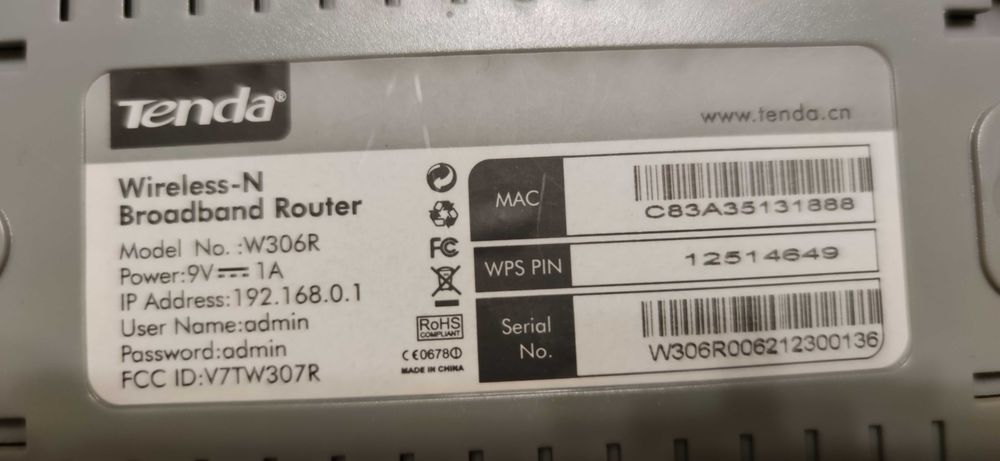 Tenda®
www.tenda.cn
Wireless-N
Broadband Router
Model No. :W306R
Power:9V⎓1A
IP Address:192.168.0.1
User Name:admin
Password:admin
FCC ID:V7TW307R
FC
RoHS
COMPLIANT
CE0678
MADE IN CHINA
MAC
C83A35131888
WPS PIN
12514649
Serial
No.
W306R006212300136